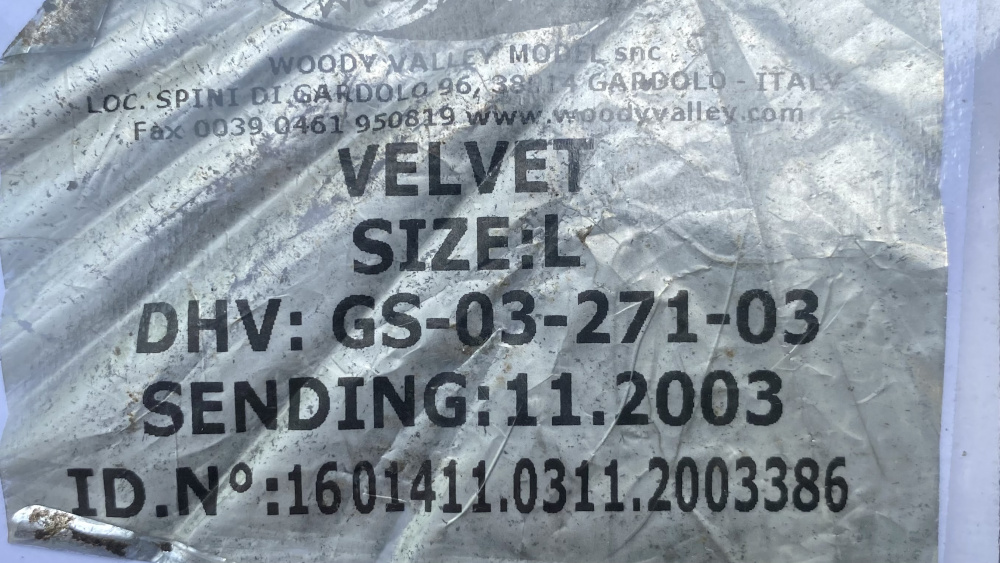 WOODY VALLEY MODEL snc
LOC. SPINI DI GARDOLO 96, GARDOLO - ITALY
Fax 0039 0461 950819 www.woodyvalley.com
VELVET
SIZE:L
DHV: GS-03-271-03
SENDING:11.2003
ID.N°:1601411.0311.2003386